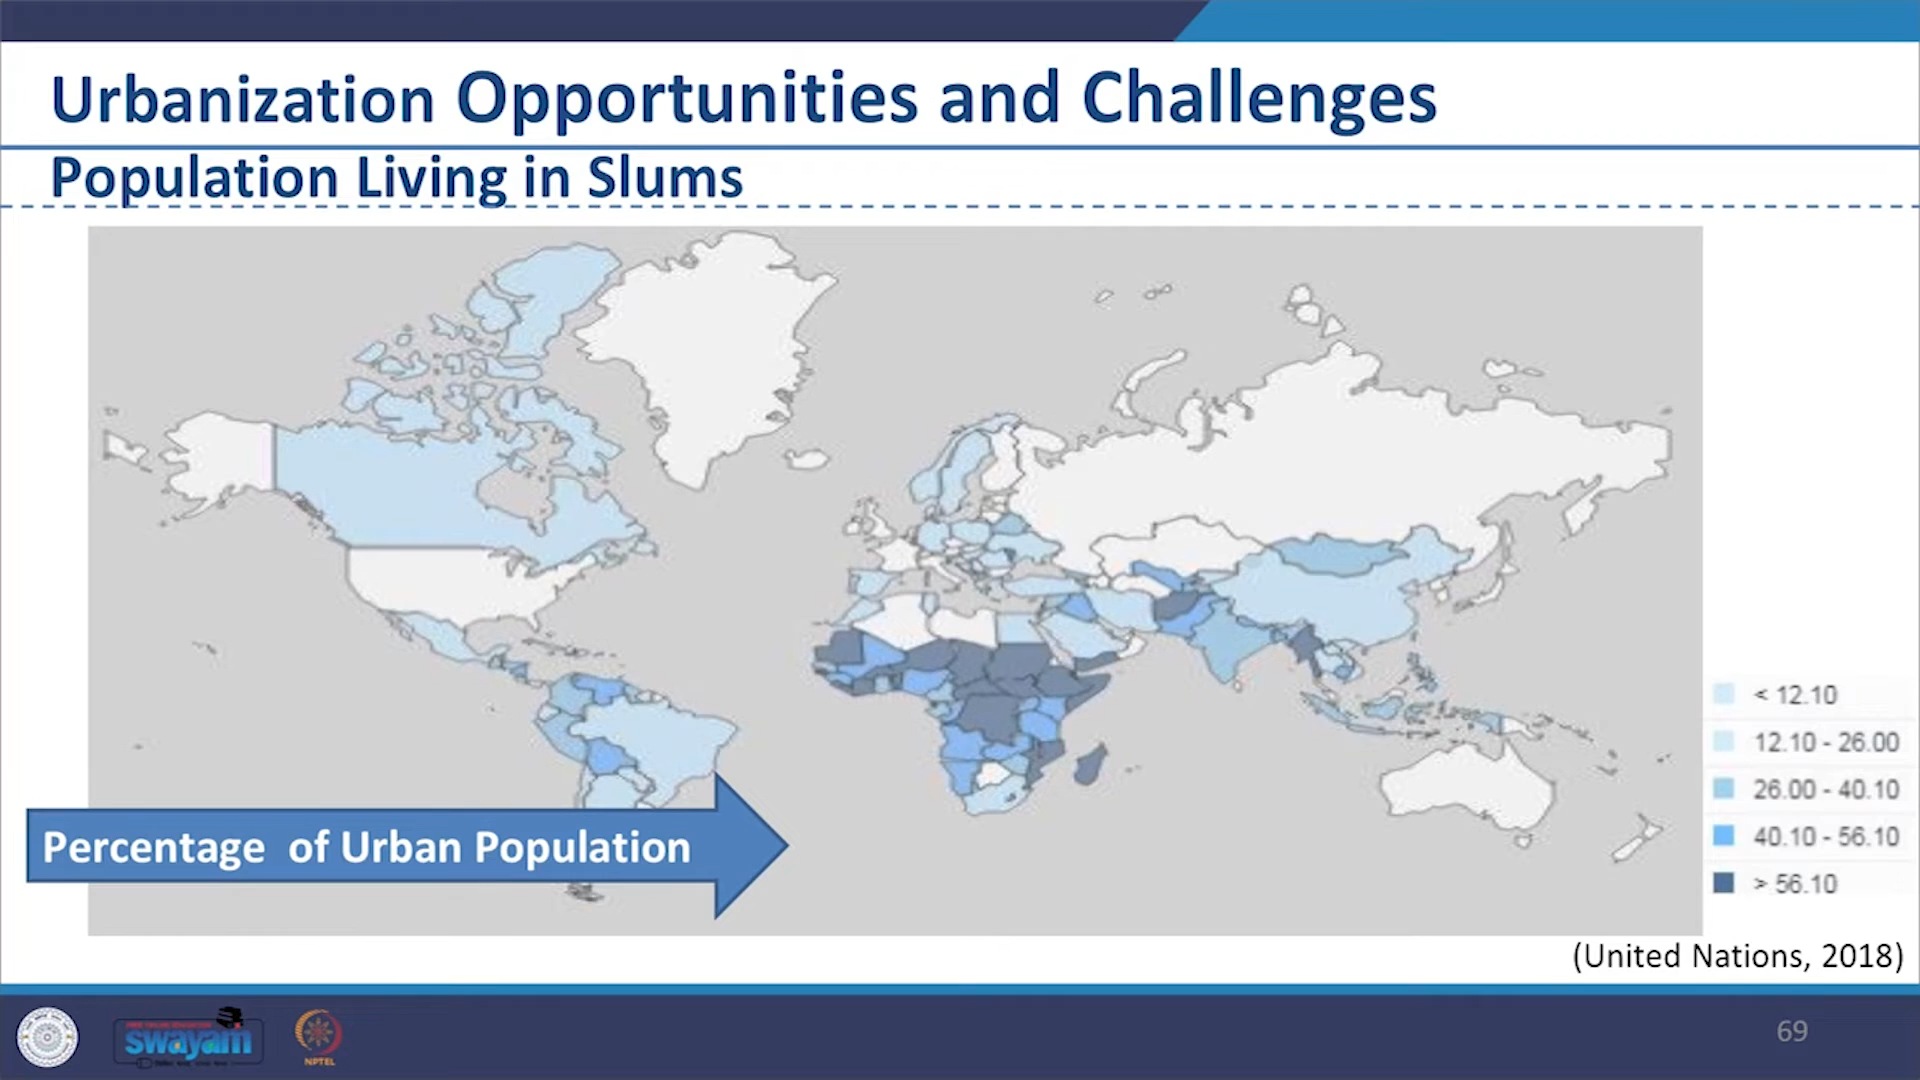 Urbanization Opportunities and Challenges
Population Living in Slums
< 12.10
12.10 - 26.00
26.00 - 40.10
40.10 - 56.10
> 56.10
Percentage of Urban Population
(United Nations, 2018)
swayam
NPTEL
69